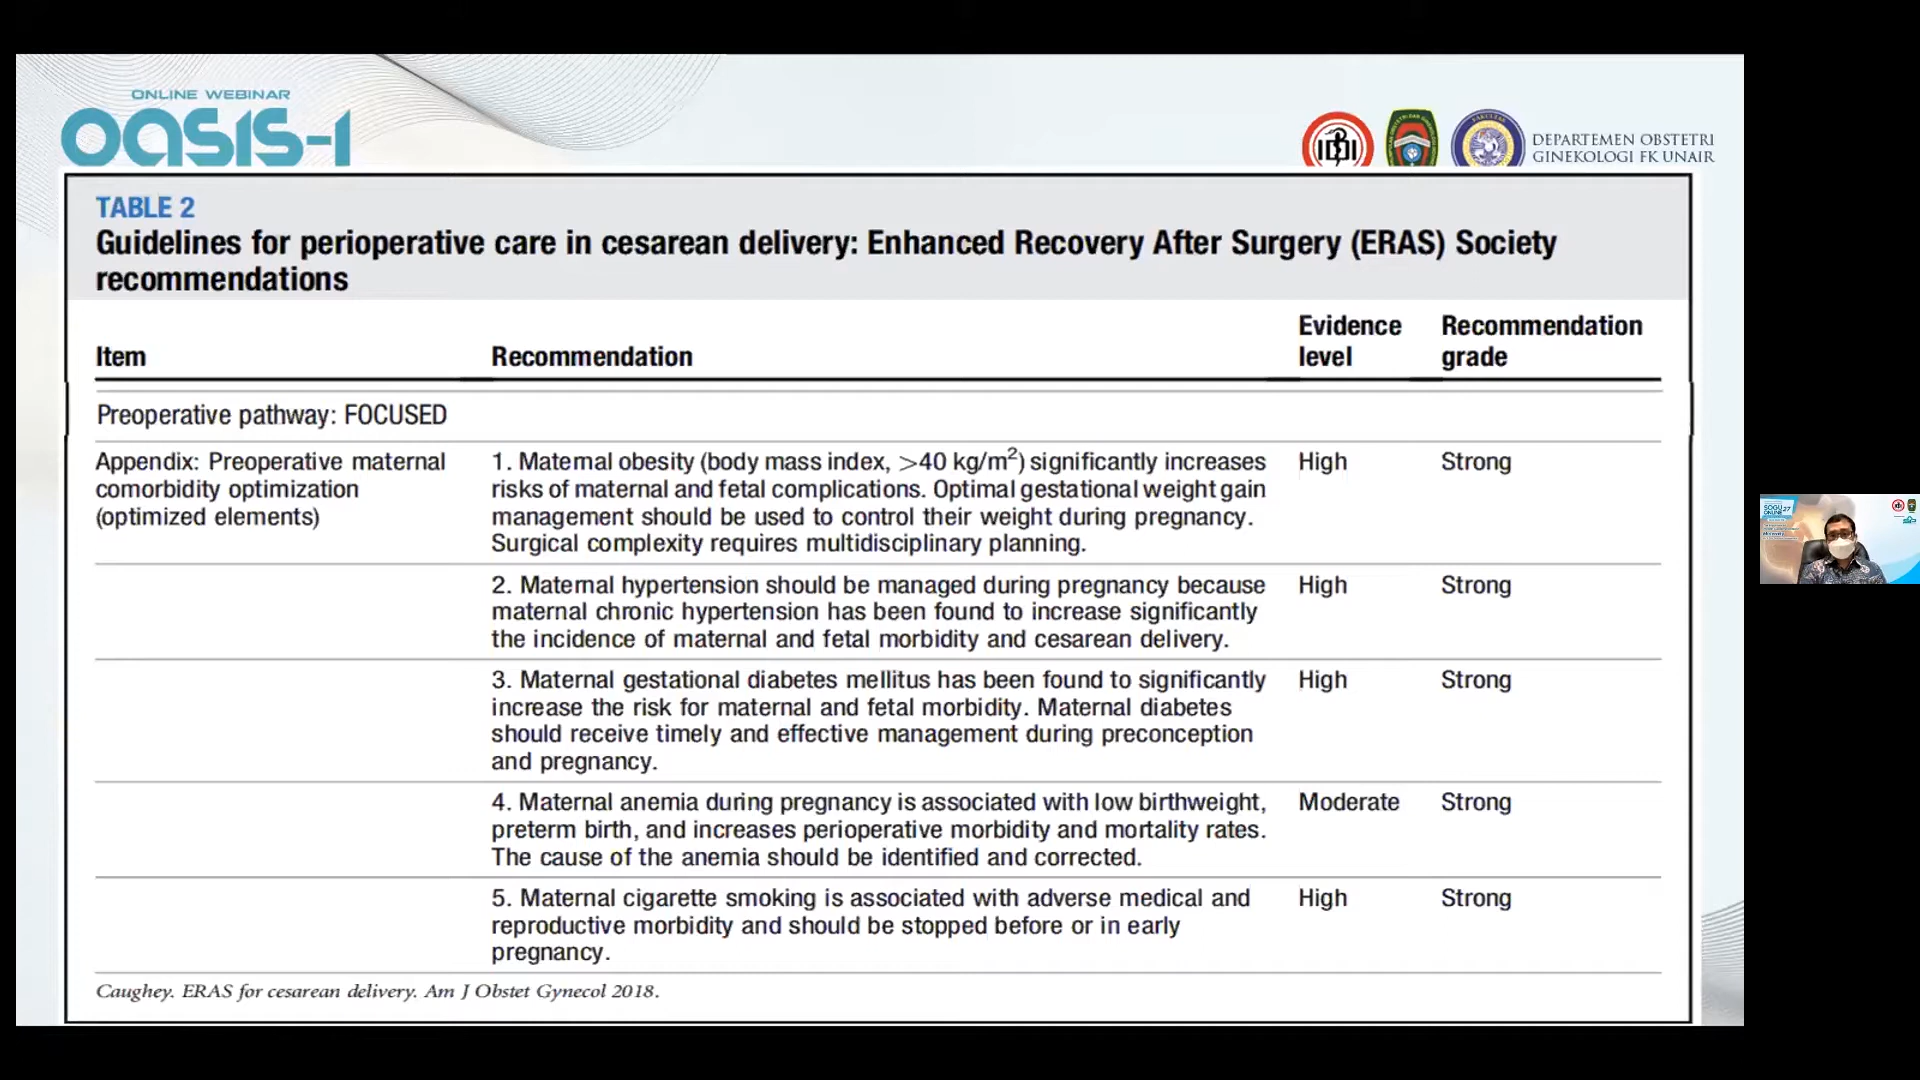 ONLINE WEBINAR
OASIS-1
DEPARTEMEN OBSTETRI
GINEKOLOGI FK UNAIR
TABLE 2
Guidelines for perioperative care in cesarean delivery: Enhanced Recovery After Surgery (ERAS) Society
recommendations
Item Recommendation Evidence level Recommendation grade
Preoperative pathway: FOCUSED
Appendix: Preoperative maternal
comorbidity optimization
(optimized elements)
1. Maternal obesity (body mass index, >40 kg/m²) significantly increases
risks of maternal and fetal complications. Optimal gestational weight gain
management should be used to control their weight during pregnancy.
Surgical complexity requires multidisciplinary planning.
High Strong
2. Maternal hypertension should be managed during pregnancy because
maternal chronic hypertension has been found to increase significantly
the incidence of maternal and fetal morbidity and cesarean delivery.
High Strong
3. Maternal gestational diabetes mellitus has been found to significantly
increase the risk for maternal and fetal morbidity. Maternal diabetes
should receive timely and effective management during preconception
and pregnancy.
High Strong
4. Maternal anemia during pregnancy is associated with low birthweight,
preterm birth, and increases perioperative morbidity and mortality rates.
The cause of the anemia should be identified and corrected.
Moderate Strong
5. Maternal cigarette smoking is associated with adverse medical and
reproductive morbidity and should be stopped before or in early
pregnancy.
High Strong
Caughey. ERAS for cesarean delivery. Am J Obstet Gynecol 2018.
SOGU 27
ONLINE